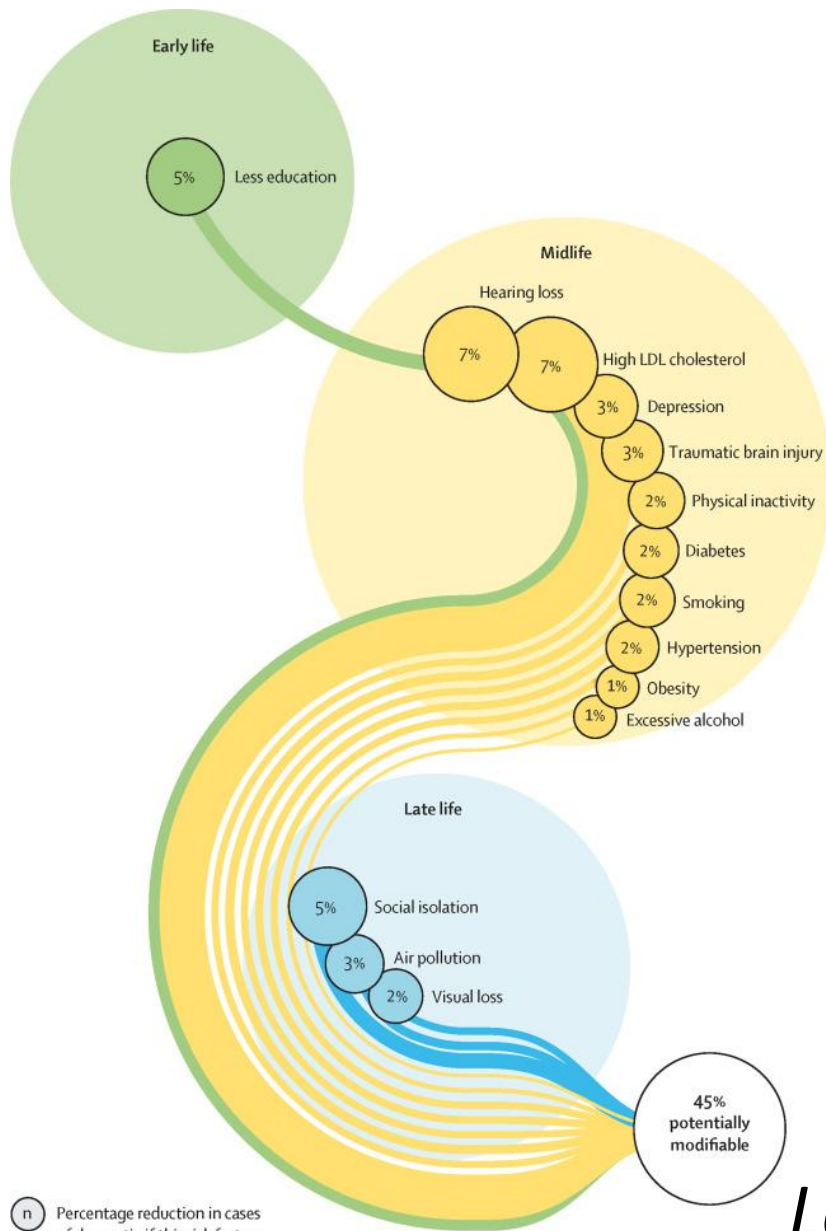 Early life
5%
Less education
Midlife
Hearing loss
7%
7%
High LDL cholesterol
3%
Depression
3%
Traumatic brain injury
2%
Physical inactivity
2%
Diabetes
2%
Smoking
2%
Hypertension
1%
Obesity
1%
Excessive alcohol
Late life
5%
Social isolation
3%
Air pollution
2%
Visual loss
45%
potentially
modifiable
n
Percentage reduction in cases